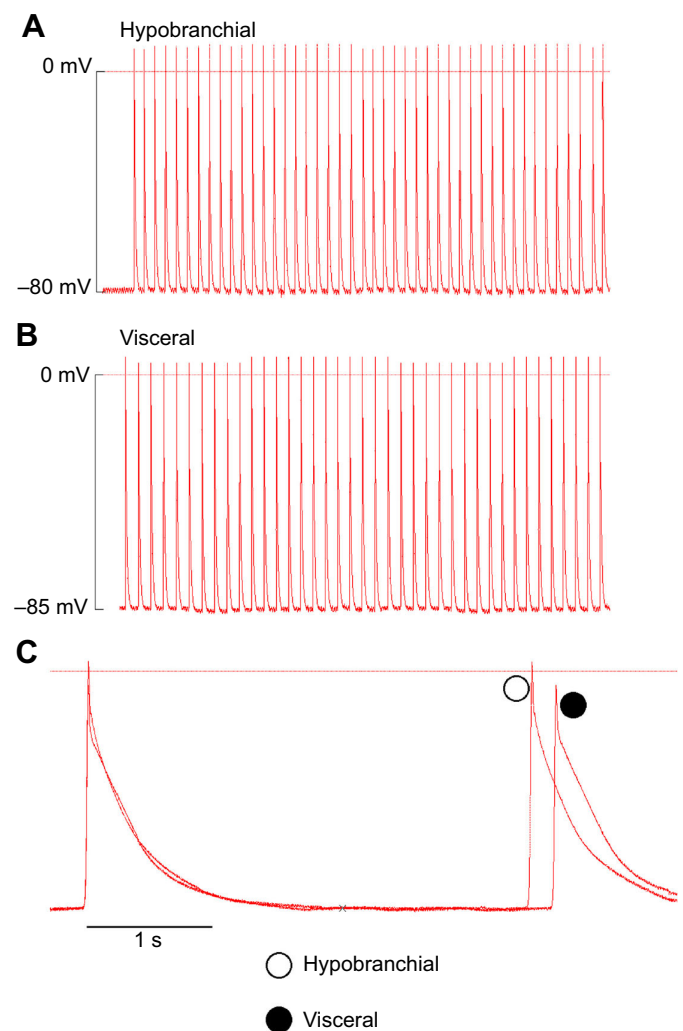 A
Hypobranchial
0 mV
–80 mV
B
Visceral
0 mV
–85 mV
C
1 s
Hypobranchial
Visceral